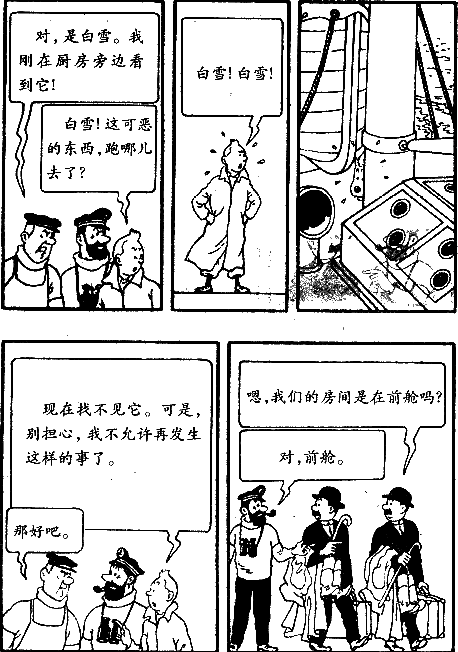 对，是白雪。我
刚在厨房旁边看
到它！
白雪！这可恶
的东西，跑哪儿
去了？
白雪！白雪！
现在找不见它。可是，
别担心，我不允许再发生
这样的事了。
那好吧。
嗯，我们的房间是在前舱吗？
对，前舱。